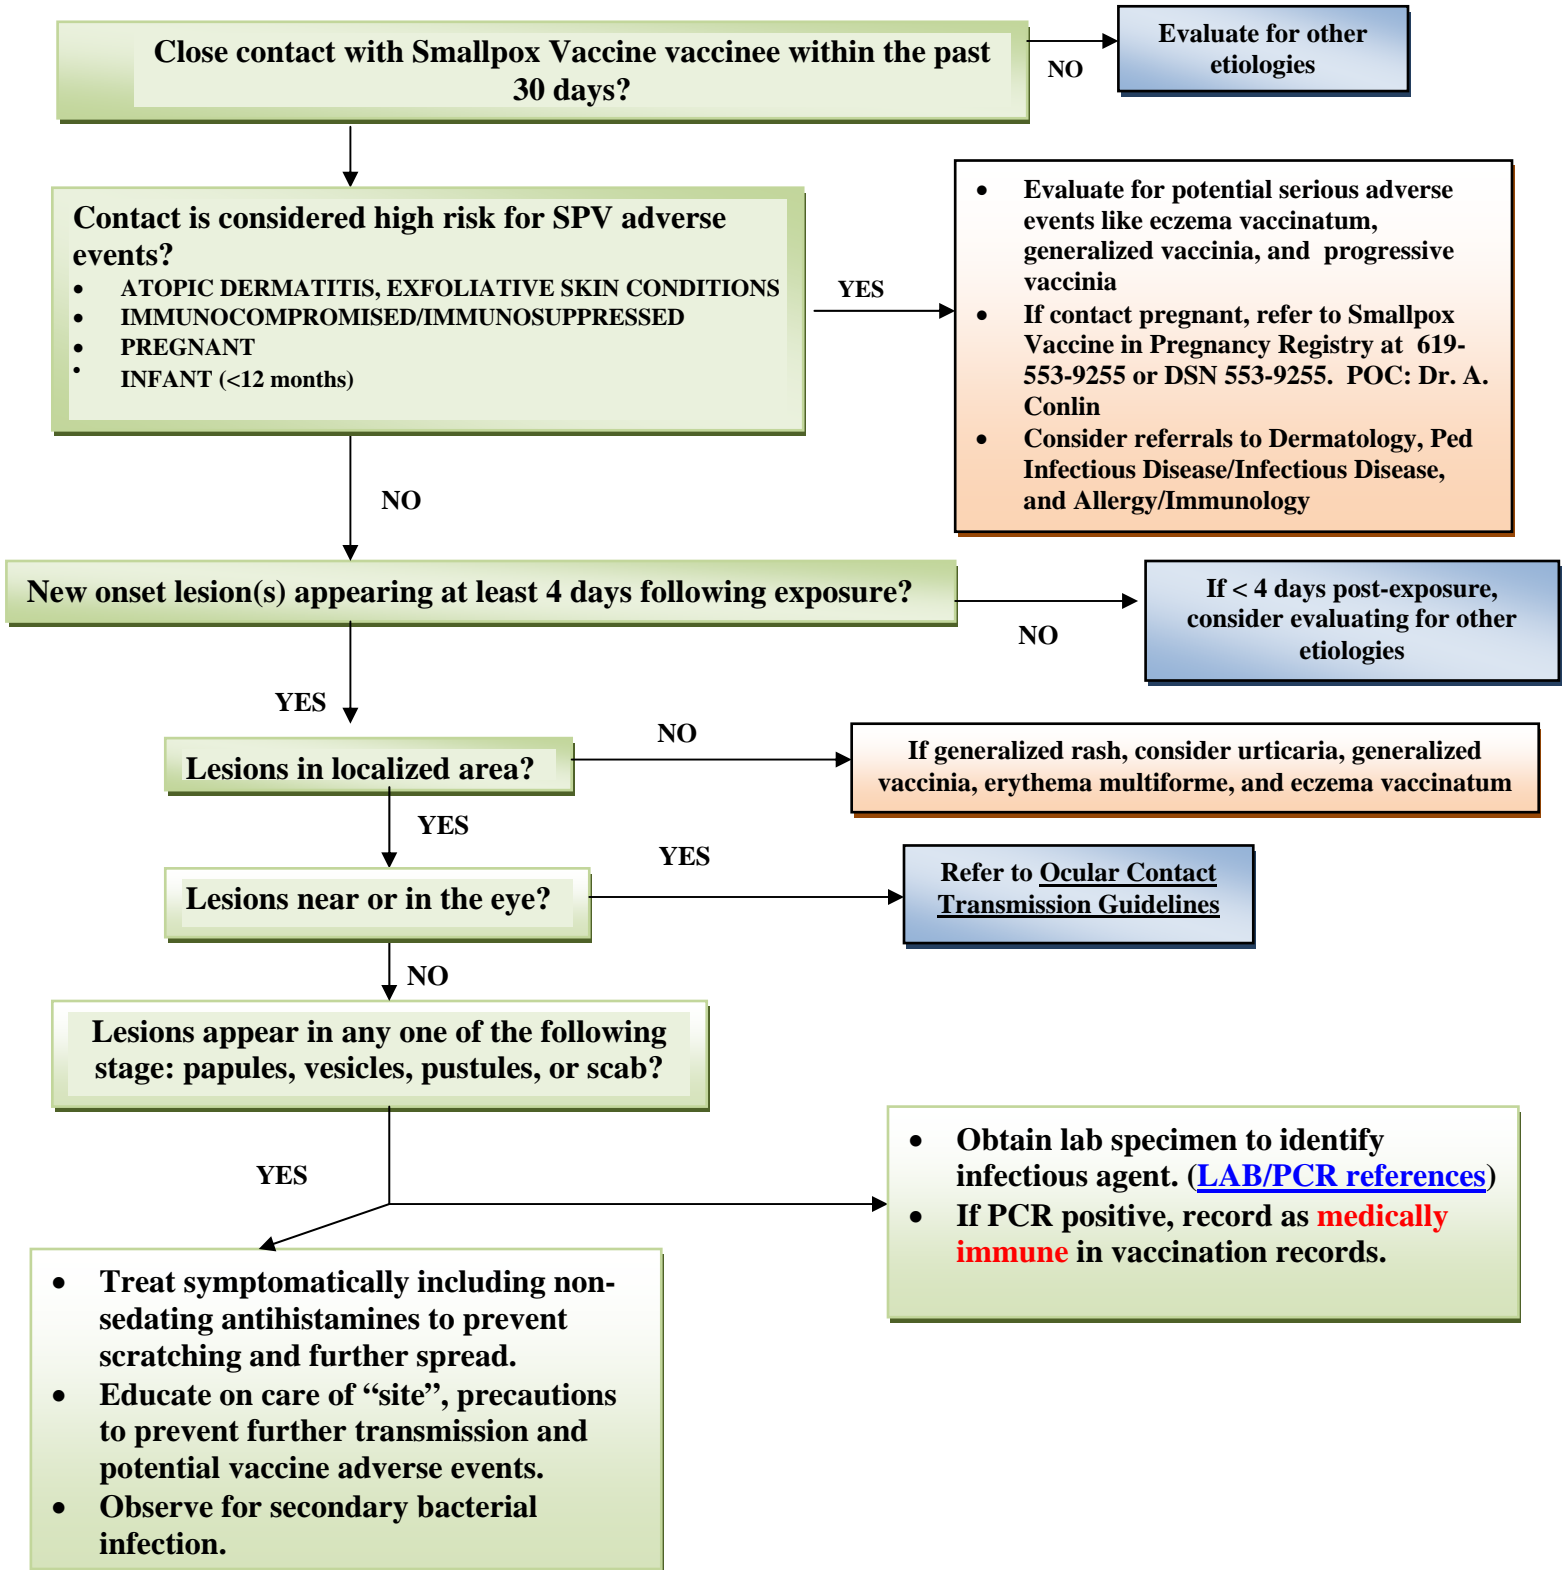 Close contact with Smallpox Vaccine vaccinee within the past
30 days?
NO
Evaluate for other
etiologies
Contact is considered high risk for SPV adverse
events?
• ATOPIC DERMATITIS, EXFOLIATIVE SKIN CONDITIONS
• IMMUNOCOMPROMISED/IMMUNOSUPPRESSED
• PREGNANT
• INFANT (<12 months)
YES
• Evaluate for potential serious adverse
events like eczema vaccinatum,
generalized vaccinia, and progressive
vaccinia
• If contact pregnant, refer to Smallpox
Vaccine in Pregnancy Registry at 619-
553-9255 or DSN 553-9255. POC: Dr. A.
Conlin
• Consider referrals to Dermatology, Ped
Infectious Disease/Infectious Disease,
and Allergy/Immunology
NO
New onset lesion(s) appearing at least 4 days following exposure?
NO
If < 4 days post-exposure,
consider evaluating for other
etiologies
YES
Lesions in localized area?
NO
If generalized rash, consider urticaria, generalized
vaccinia, erythema multiforme, and eczema vaccinatum
YES
Lesions near or in the eye?
YES
Refer to Ocular Contact
Transmission Guidelines
NO
Lesions appear in any one of the following
stage: papules, vesicles, pustules, or scab?
YES
• Obtain lab specimen to identify
infectious agent. (LAB/PCR references)
• If PCR positive, record as medically
immune in vaccination records.
• Treat symptomatically including non-
sedating antihistamines to prevent
scratching and further spread.
• Educate on care of “site”, precautions
to prevent further transmission and
potential vaccine adverse events.
• Observe for secondary bacterial
infection.